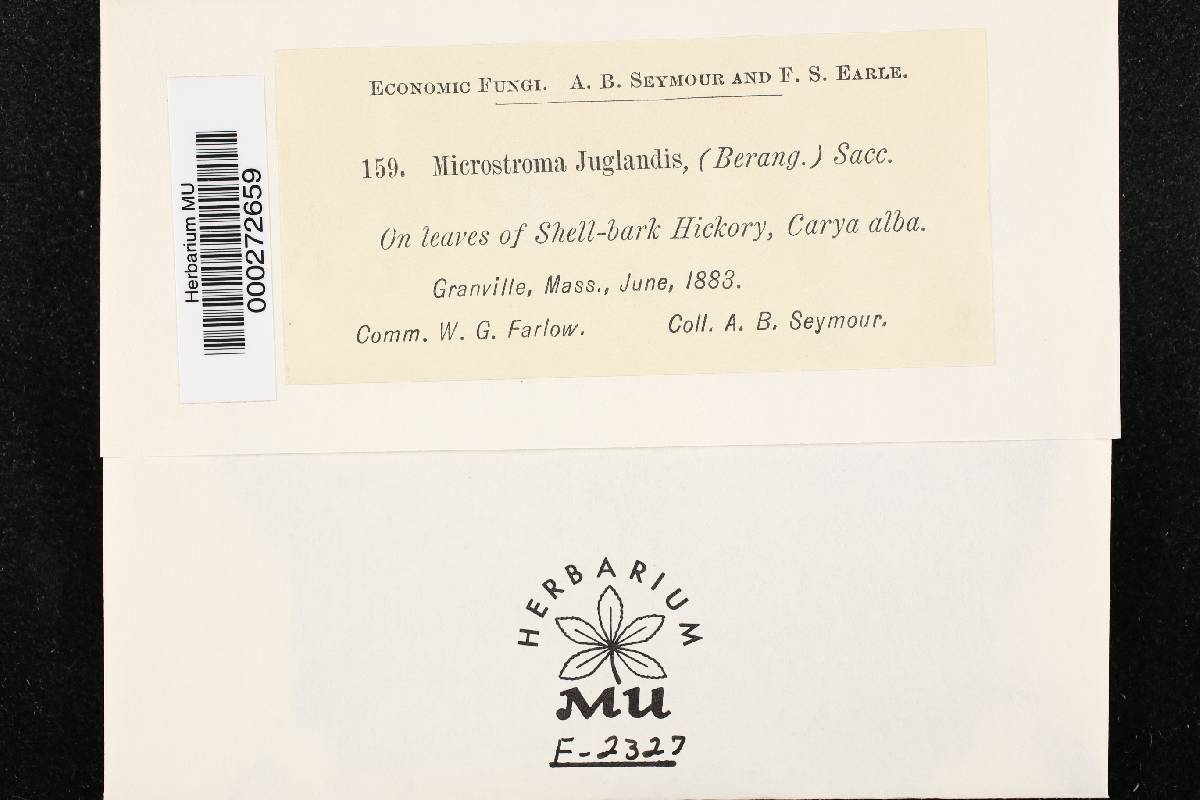 ECONOMIC FUNGI. A. B. SEYMOUR AND F. S. EARLE.
159. Microstroma Juglandis, (Berang.) Sacc.
On leaves of Shell-bark Hickory, Carya alba.
Granville, Mass., June, 1883.
Comm. W. G. Farlow. Coll. A. B. Seymour.
Herbarium MU
000272659
HERBARIUM
MU
F-2327